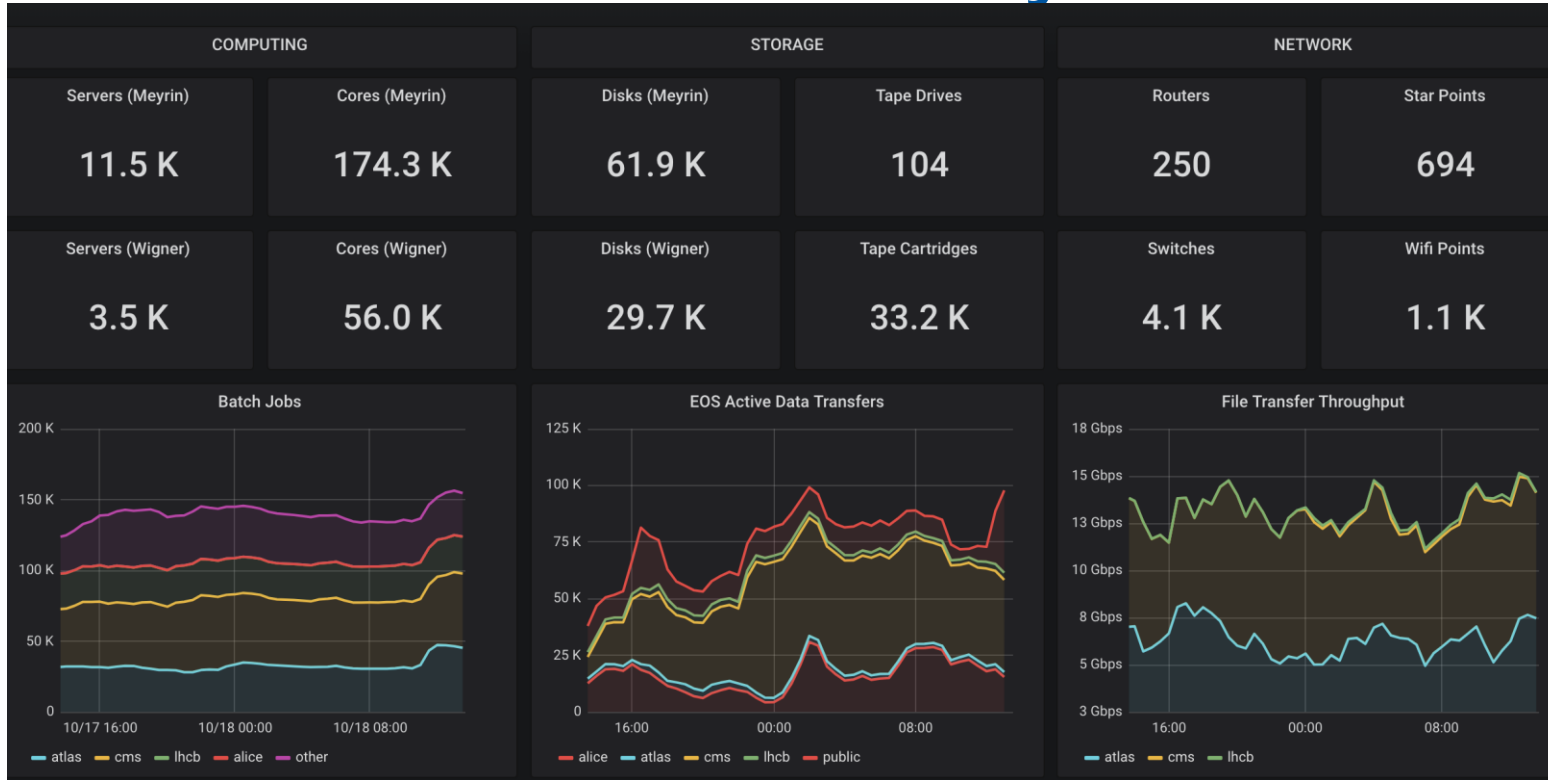 COMPUTING
STORAGE
NETWORK
Servers (Meyrin)
11.5 K
Cores (Meyrin)
174.3 K
Disks (Meyrin)
61.9 K
Tape Drives
104
Routers
250
Star Points
694
Servers (Wigner)
3.5 K
Cores (Wigner)
56.0 K
Disks (Wigner)
29.7 K
Tape Cartridges
33.2 K
Switches
4.1 K
Wifi Points
1.1 K
Batch Jobs
200 K
150 K
100 K
50 K
0
10/17 16:00 10/18 00:00 10/18 08:00
atlas cms lhcb alice other
EOS Active Data Transfers
125 K
100 K
75 K
50 K
25 K
0
16:00 00:00 08:00
alice atlas cms lhcb public
File Transfer Throughput
18 Gbps
15 Gbps
13 Gbps
10 Gbps
8 Gbps
5 Gbps
3 Gbps
16:00 00:00 08:00
atlas cms lhcb